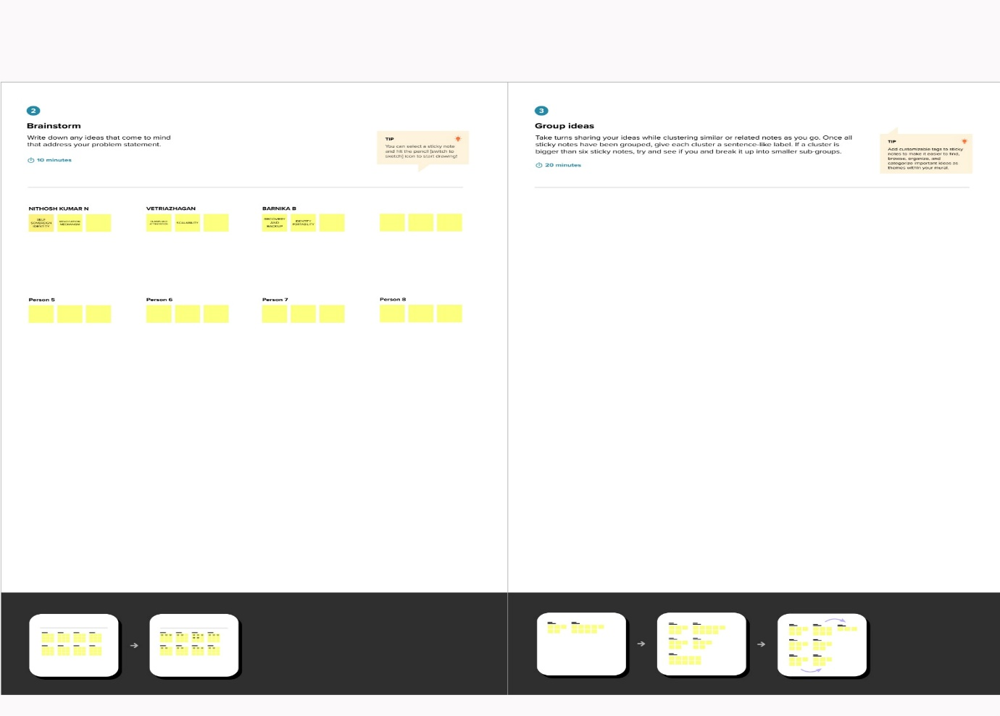 2
Brainstorm
Write down any ideas that come to mind
that address your problem statement.
10 minutes
TIP
You can select a sticky note
and hit the pencil [switch to
sketch] icon to start drawing!
NITHOSH KUMAR N
SELF
SOVEREIGN
IDENTITY
REVOCATION
MECHANISM
VETRIAZHAGAN
SCALABILITY
BARNIKA B
RECOVERY
AND
BACKUP
IDENTITY
PORTABILITY
Person 5
Person 6
Person 7
Person 8
3
Group ideas
Take turns sharing your ideas while clustering similar or related notes as you go. Once all
sticky notes have been grouped, give each cluster a sentence-like label. If a cluster is
bigger than six sticky notes, try and see if you and break it up into smaller sub-groups.
20 minutes
TIP
Add customizable tags to sticky
notes to make it easier to find,
browse, organize, and
categorize important ideas as
themes within your mural.